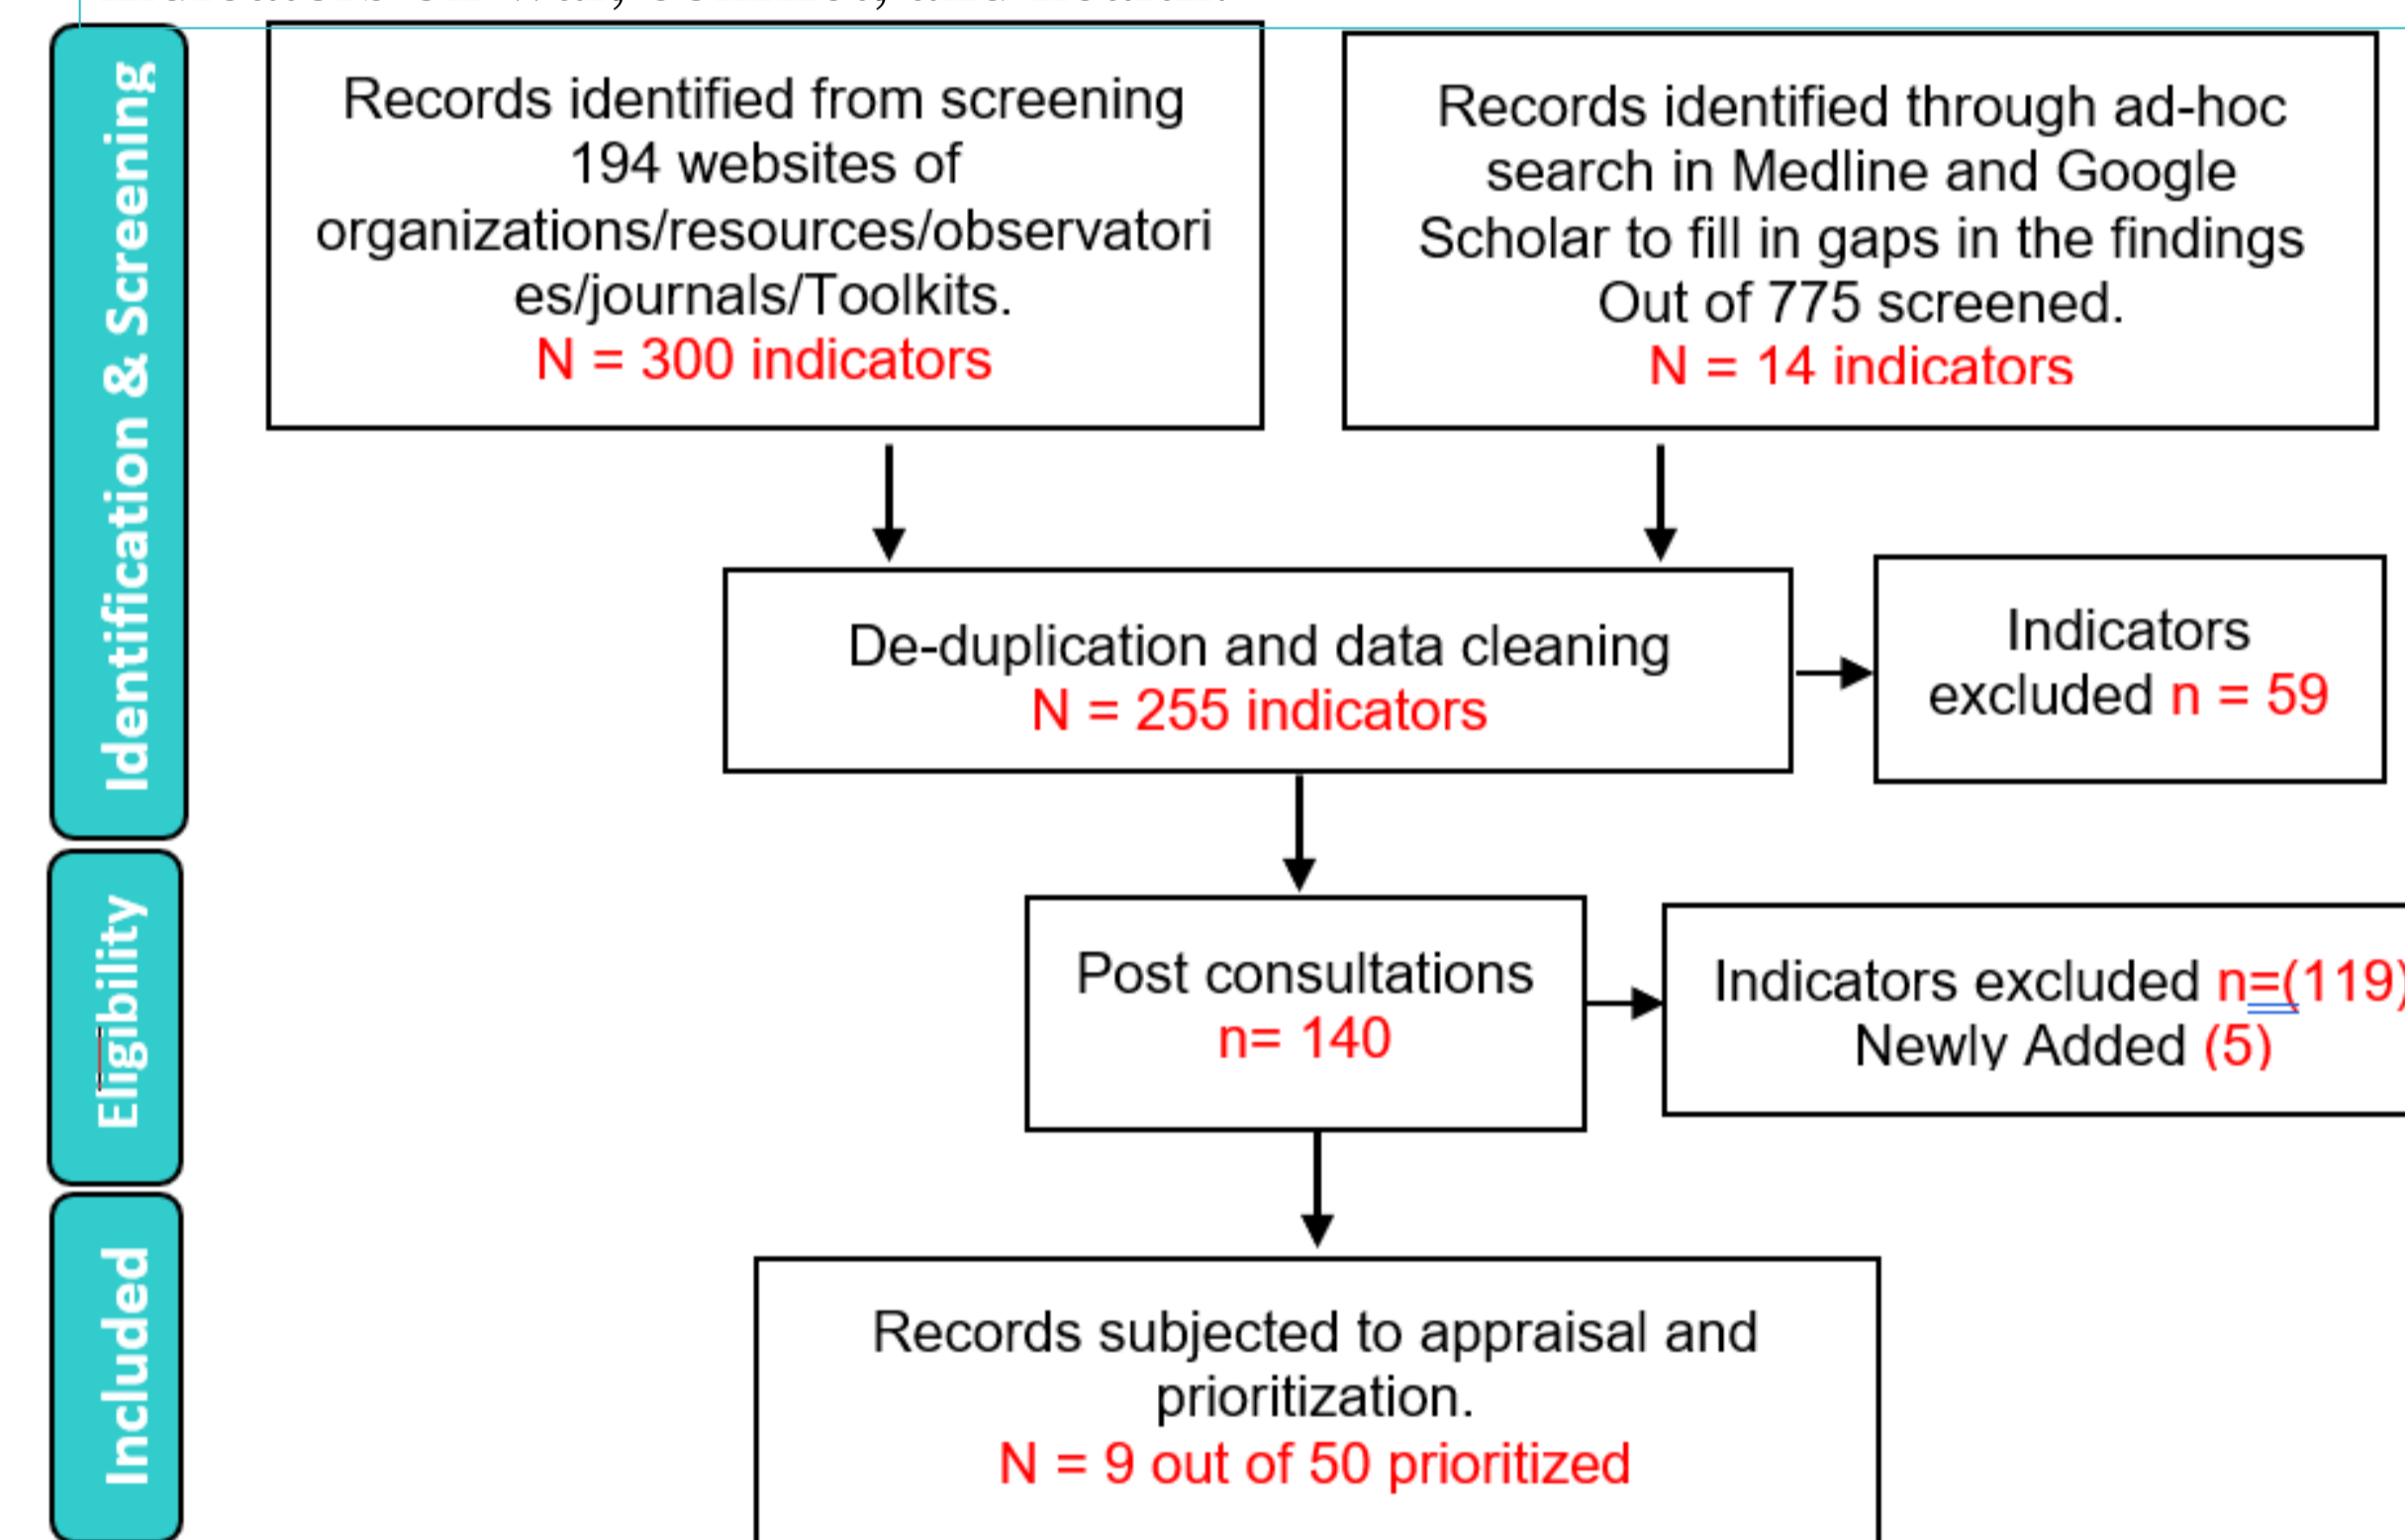 Identification & Screening
Records identified from screening
194 websites of
organizations/resources/observatori
es/journals/Toolkits.
N = 300 indicators
Records identified through ad-hoc
search in Medline and Google
Scholar to fill in gaps in the findings
Out of 775 screened.
N = 14 indicators
De-duplication and data cleaning
N = 255 indicators
Indicators
excluded n = 59
Eligibility
Post consultations
n= 140
Indicators excluded n=(119)
Newly Added (5)
Included
Records subjected to appraisal and
prioritization.
N = 9 out of 50 prioritized